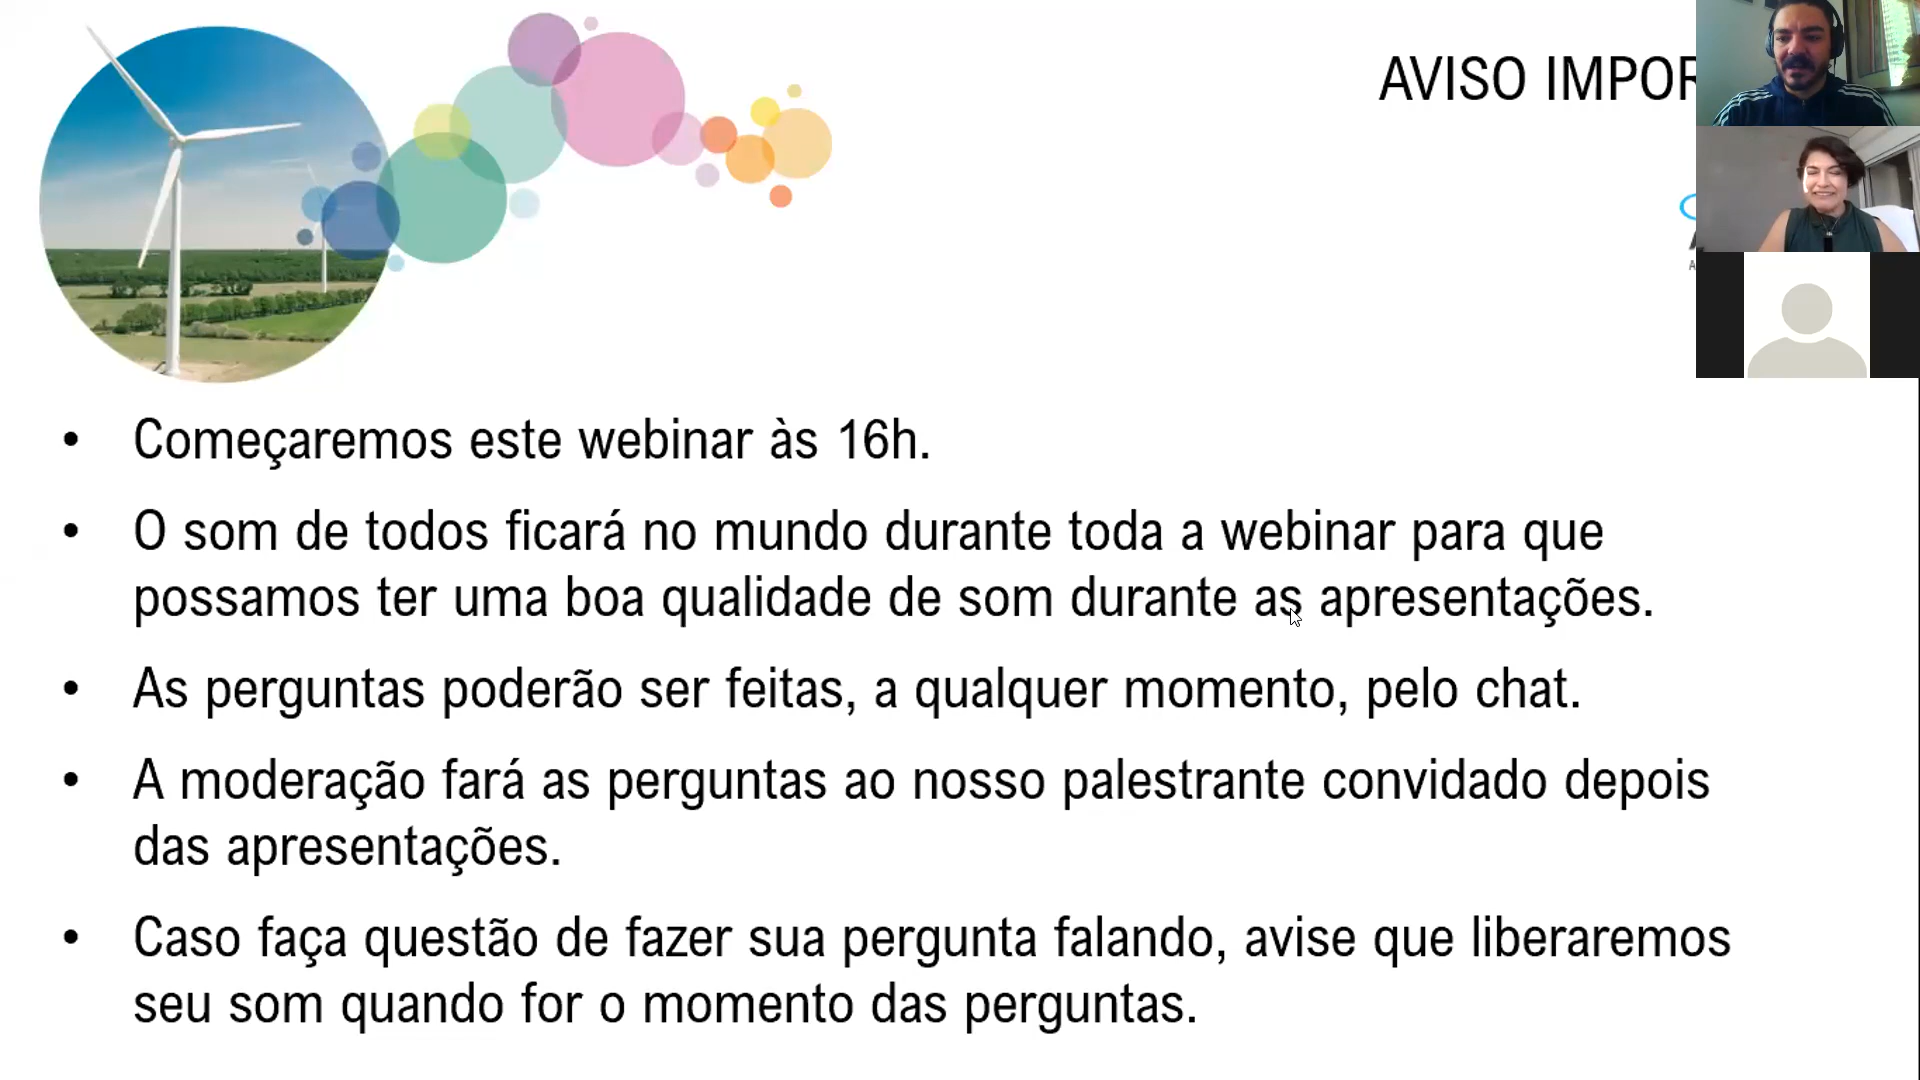 AVISO IMPOR
A
• Começaremos este webinar às 16h.
• O som de todos ficará no mundo durante toda a webinar para que
possamos ter uma boa qualidade de som durante as apresentações.
• As perguntas poderão ser feitas, a qualquer momento, pelo chat.
• A moderação fará as perguntas ao nosso palestrante convidado depois
das apresentações.
• Caso faça questão de fazer sua pergunta falando, avise que liberaremos
seu som quando for o momento das perguntas.